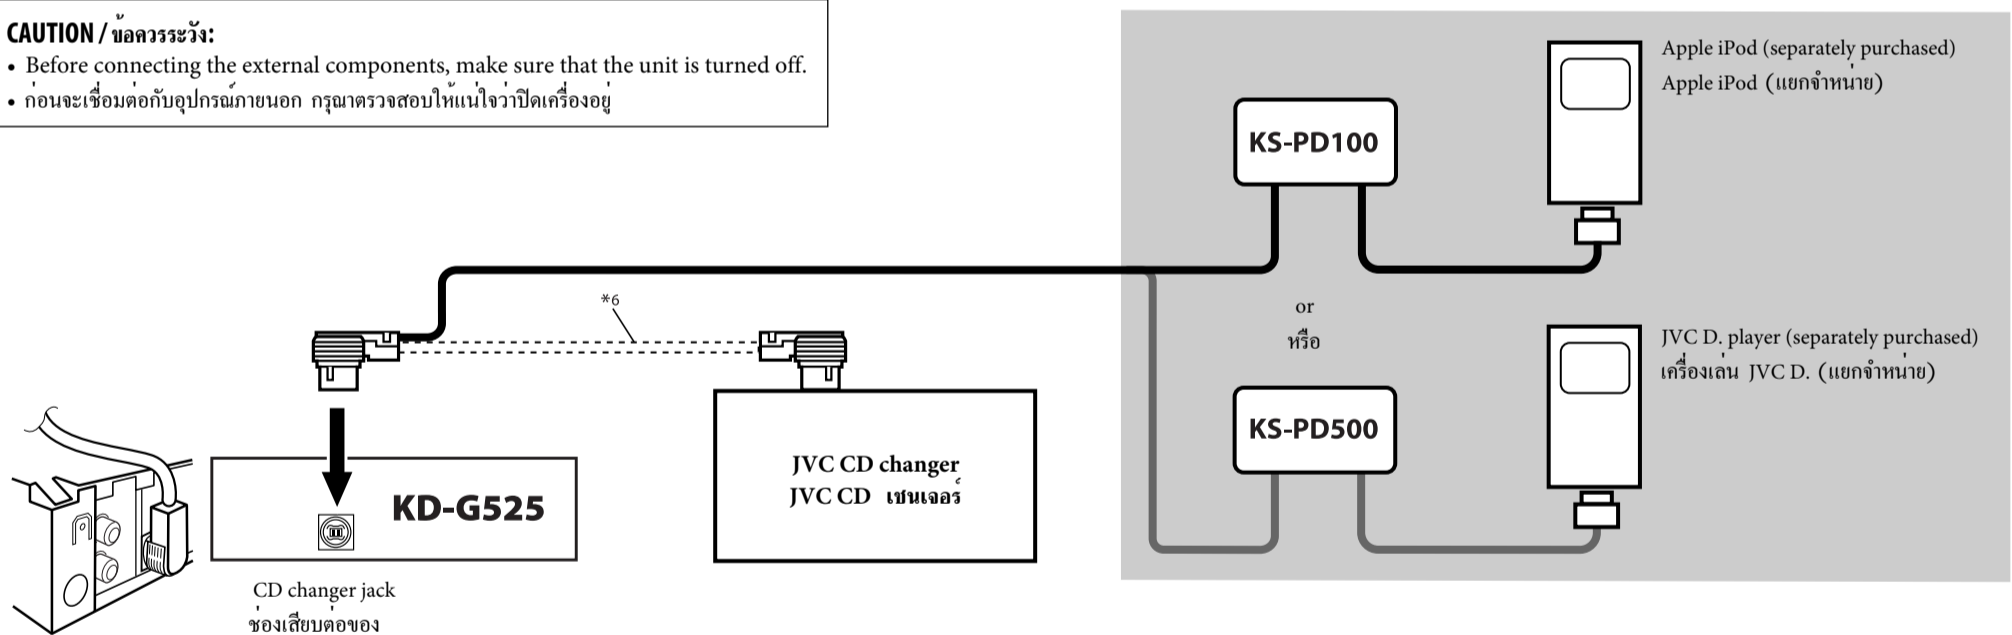 CAUTION / ข้อควรระวัง:
• Before connecting the external components, make sure that the unit is turned off.
• ก่อนจะเชื่อมต่อกับอุปกรณ์ภายนอก กรุณาตรวจสอบให้แน่ใจว่าปิดเครื่องอยู่
Apple iPod (separately purchased)
Apple iPod (แยกจำหน่าย)
KS-PD100
*6
or
หรือ
JVC D. player (separately purchased)
เครื่องเล่น JVC D. (แยกจำหน่าย)
KS-PD500
JVC CD changer
JVC CD เชนเจอร์
KD-G525
CD changer jack
ช่องเสียบต่อของ